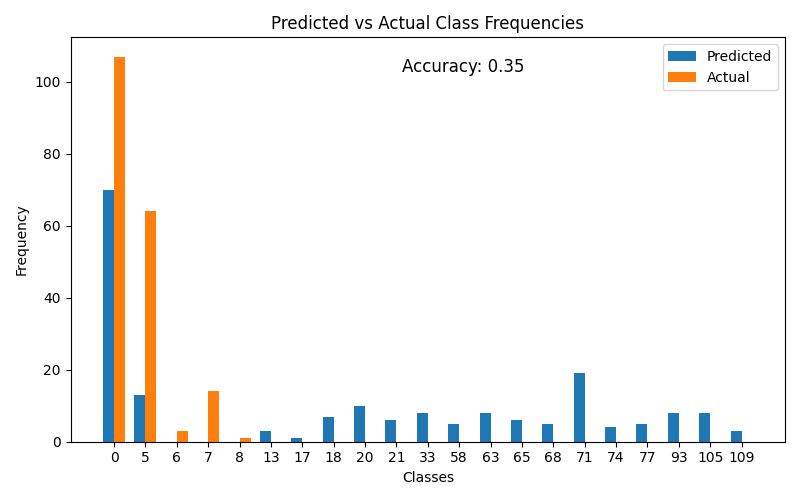 Predicted vs Actual Class Frequencies
Accuracy: 0.35
Predicted
Actual
Frequency
100
80
60
40
20
0
0 5 6 7 8 13 17 18 20 21 33 58 63 65 68 71 74 77 93 105 109
Classes